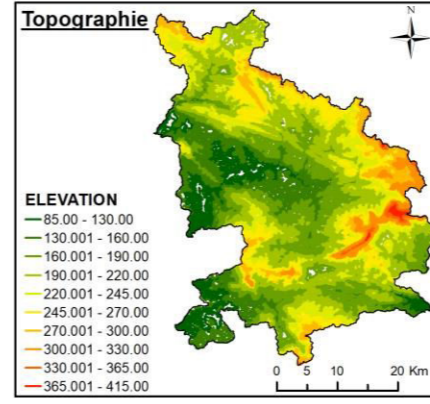 Topographie
N
ELEVATION
85.00 - 130.00
130.001 - 160.00
160.001 - 190.00
190.001 - 220.00
220.001 - 245.00
245.001 - 270.00
270.001 - 300.00
300.001 - 330.00
330.001 - 365.00
365.001 - 415.00
0 5 10 20 KM